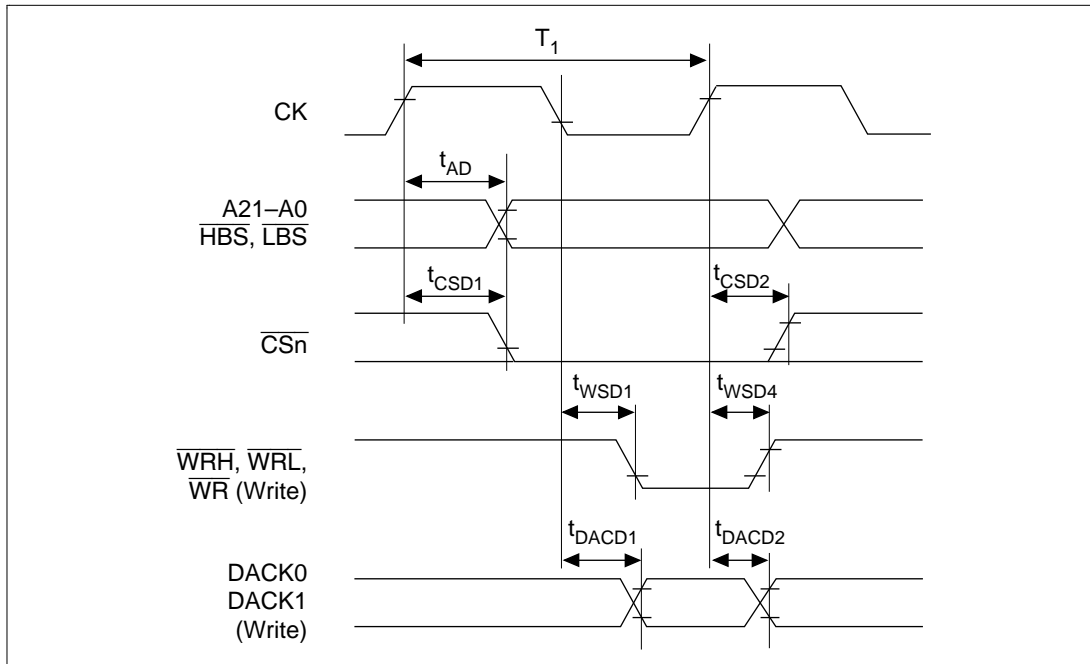 T1
CK
tAD
A21–A0
HBS, LBS
tCSD1
tCSD2
CSn
tWSD1
tWSD4
WRH, WRL,
WR (Write)
tDACD1
tDACD2
DACK0
DACK1
(Write)